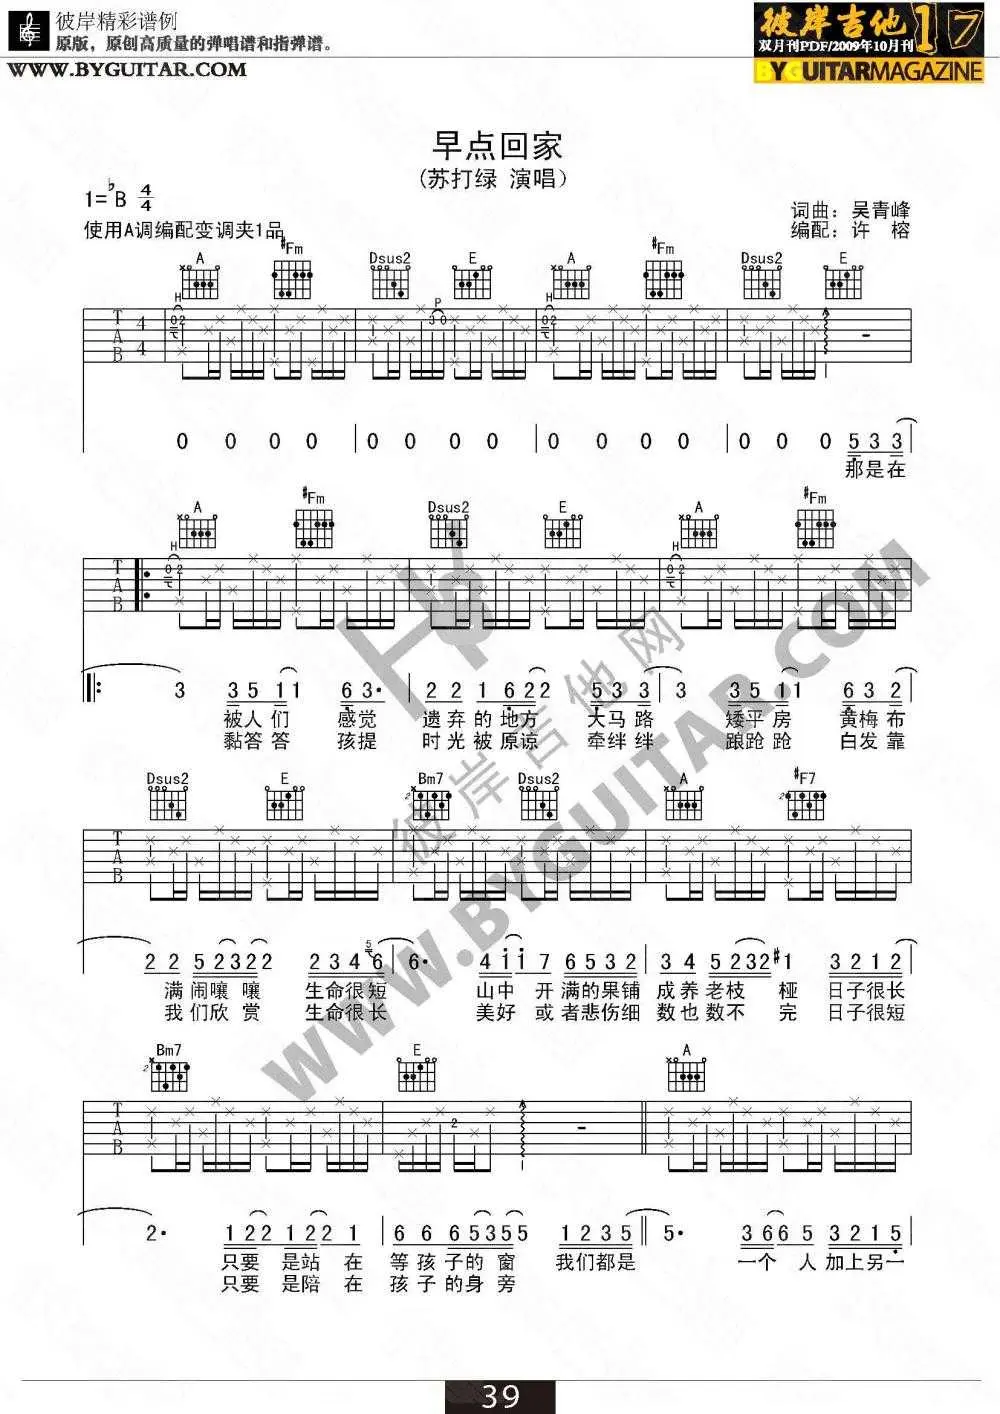 彼岸精彩谱例
原版，原创高质量的弹唱谱和指弹谱。
WWW.BYGUITAR.COM
彼岸吉他 17
双月刊PDF/2009年10月刊
BYGUITARMAGAZINE
早点回家
(苏打绿 演唱)
1=♭B 4/4
词曲：吴青峰
使用A调编配变调夹1品
编配：许 榕
A #Fm Dsus2 E A #Fm Dsus2 E
H P H
T A B 4/4
0 0 0 0 | 0 0 0 0 | 0 0 0 0 | 0 0 0 5 3 3
那是在
A #Fm Dsus2 E A #Fm
H H
T A B
3 3 5 1 1 6 3· | 2 2 1 6 2 2 5 3 3 | 3 3 5 1 1 6 3 2
被人们 感觉 遗弃的地方 大马路 矮平房 黄梅布
黏答答 孩提 时光被原谅 牵绊绊 踉跄跄 白发靠
Dsus2 E Bm7 Dsus2 A #F7
T A B
2 2 5 2 3 2 2 2 3 4 5 6 | 6· 4 1 1 7 6 5 3 2 | 3 4 5 2 3 2 #1 3 2 1 2
满闹嚷嚷 生命很短 山中开满的果铺 成养老枝桠 日子很长
我们欣赏 生命很长 美好或者悲伤细 数也数不完 日子很短
Bm7 E A
T A B
2· 1 2 2 1 2 2 1 | 6 6 6 5 3 5 5 1 2 3 5 || 5· 3 6 6 5 3 2 1 5
只要 是站在 等孩子的窗 我们都是 一个人 加上另一
只要 是陪在 孩子的身旁
彼岸吉他网
WWW.BYGUITAR.COM
39